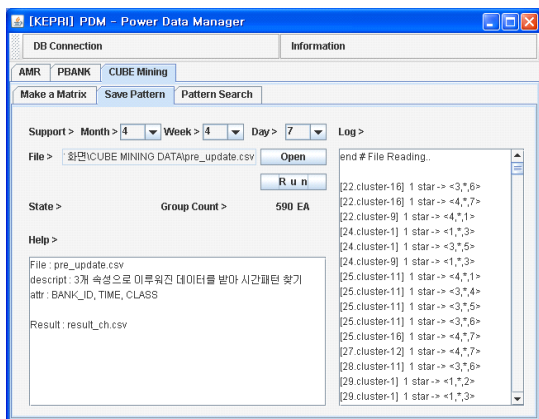 [KEPRI] PDM - Power Data Manager
DB Connection Information
AMR PBANK CUBE Mining
Make a Matrix Save Pattern Pattern Search
Support > Month > 4 Week > 4 Day > 7 Log >
File > 화면\CUBE MINING DATA\pre_update.csv Open
R u n
State > Group Count > 590 EA
Help >
File : pre_update.csv
descript : 3개 속성으로 이루워진 데이터를 받아 시간패턴 찾기
attr : BANK_ID, TIME, CLASS
Result : result_ch.csv
end # File Reading..
[22.cluster-16] 1 star -> <3,*,6>
[24.cluster-16] 1 star -> <4,*,7>
[22.cluster-9] 1 star -> <4,*,1>
[24.cluster-1] 1 star -> <1,*,3>
[24.cluster-1] 1 star -> <3,*,5>
[24.cluster-9] 1 star -> <1,*,3>
[25.cluster-11] 1 star -> <4,*,1>
[25.cluster-11] 1 star -> <3,*,4>
[25.cluster-11] 1 star -> <3,*,5>
[25.cluster-11] 1 star -> <3,*,6>
[25.cluster-16] 1 star -> <4,*,7>
[27.cluster-12] 1 star -> <4,*,7>
[28.cluster-11] 1 star -> <3,*,6>
[29.cluster-1] 1 star -> <1,*,2>
[29.cluster-1] 1 star -> <1,*,3>